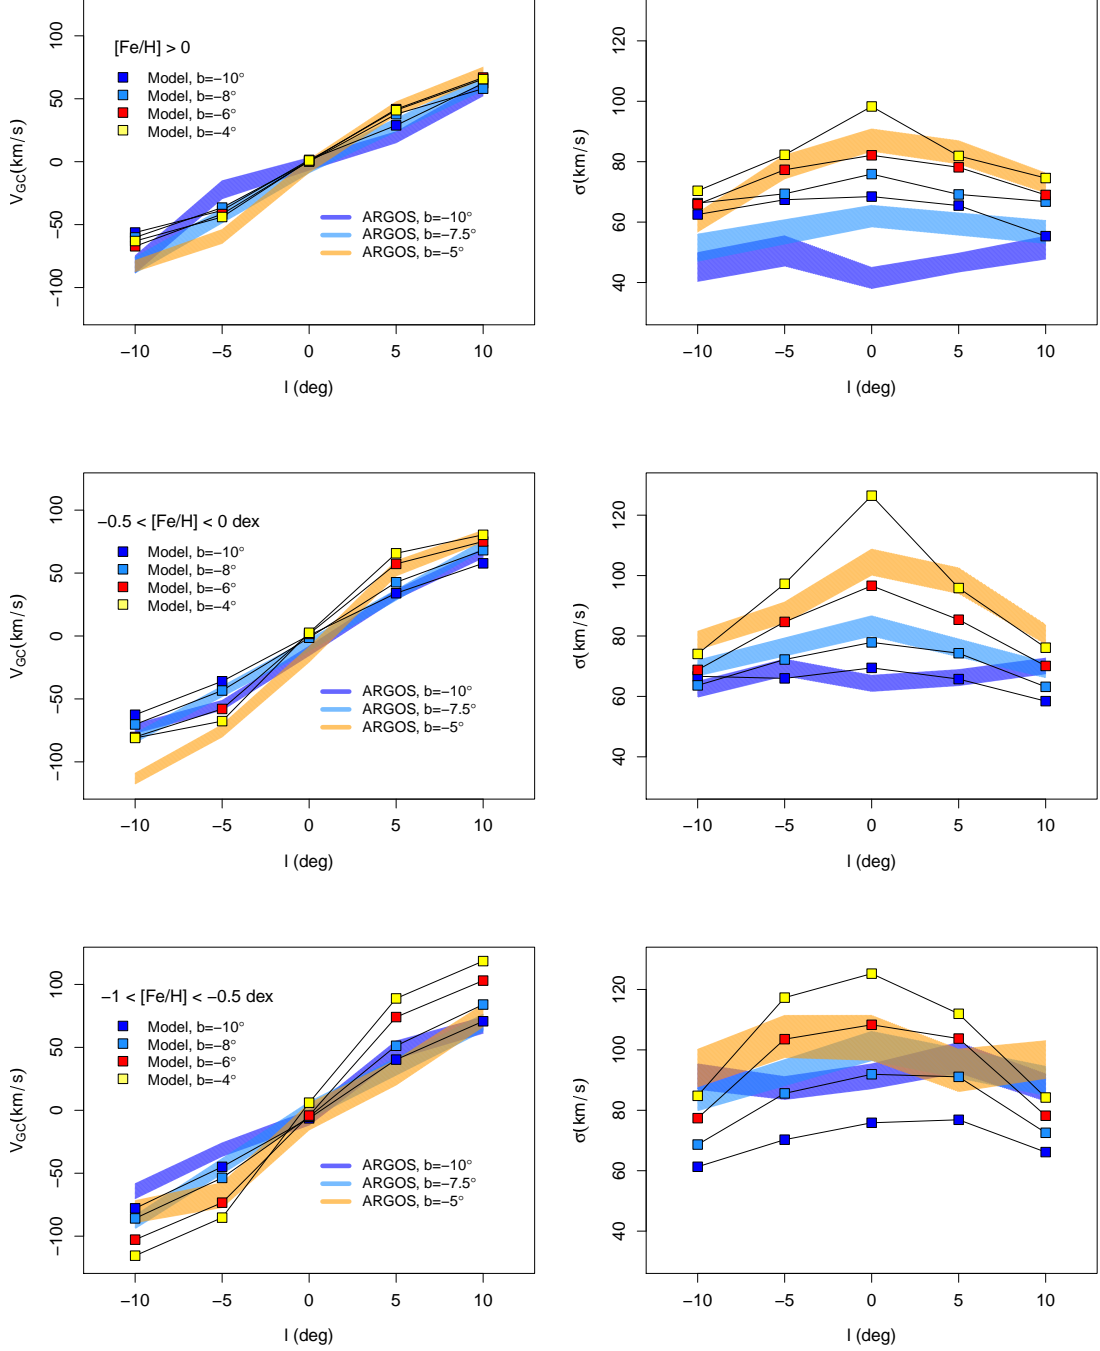 [Fe/H] > 0
Model, b=−10°
Model, b=−8°
Model, b=−6°
Model, b=−4°
ARGOS, b=−10°
ARGOS, b=−7.5°
ARGOS, b=−5°
100
50
0
−50
−100
V_GC(km/s)
−10 −5 0 5 10
l (deg)
120
100
80
60
40
σ(km/s)
−10 −5 0 5 10
l (deg)
−0.5 < [Fe/H] < 0 dex
Model, b=−10°
Model, b=−8°
Model, b=−6°
Model, b=−4°
ARGOS, b=−10°
ARGOS, b=−7.5°
ARGOS, b=−5°
100
50
0
−50
−100
V_GC(km/s)
−10 −5 0 5 10
l (deg)
120
100
80
60
40
σ(km/s)
−10 −5 0 5 10
l (deg)
−1 < [Fe/H] < −0.5 dex
Model, b=−10°
Model, b=−8°
Model, b=−6°
Model, b=−4°
ARGOS, b=−10°
ARGOS, b=−7.5°
ARGOS, b=−5°
100
50
0
−50
−100
V_GC(km/s)
−10 −5 0 5 10
l (deg)
120
100
80
60
40
σ(km/s)
−10 −5 0 5 10
l (deg)